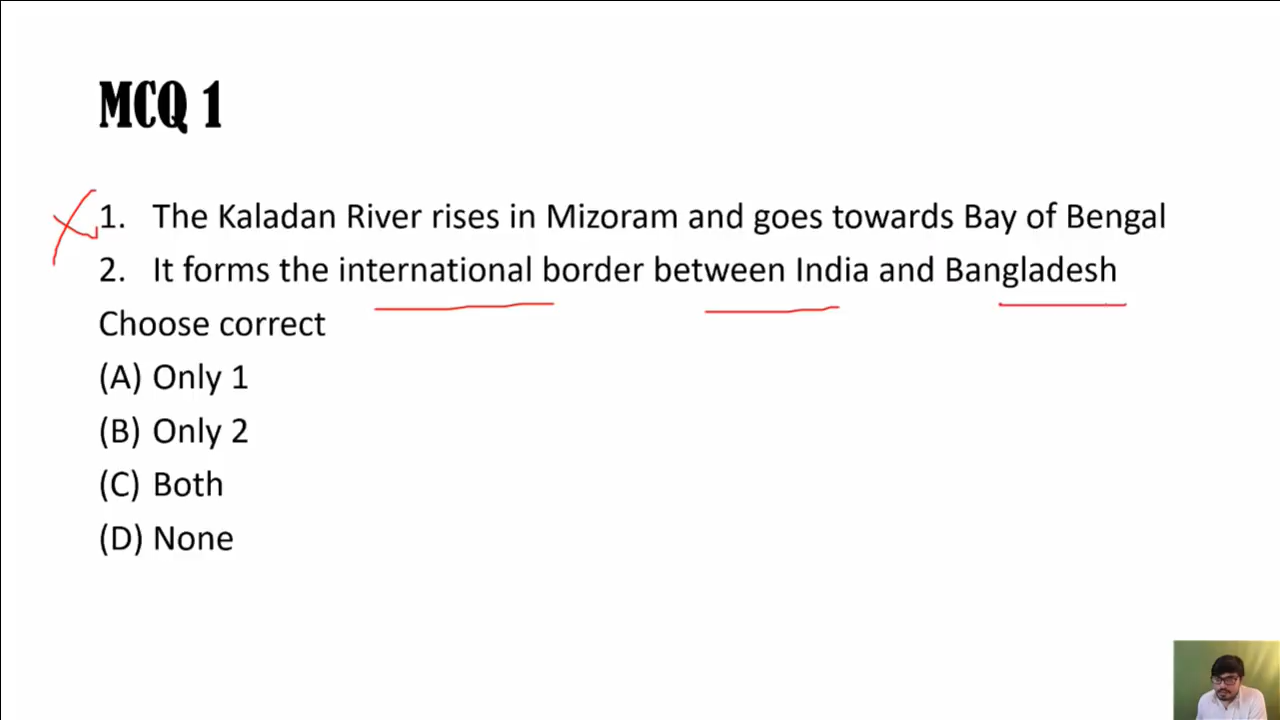 MCQ 1
1. The Kaladan River rises in Mizoram and goes towards Bay of Bengal
2. It forms the international border between India and Bangladesh
Choose correct
(A) Only 1
(B) Only 2
(C) Both
(D) None